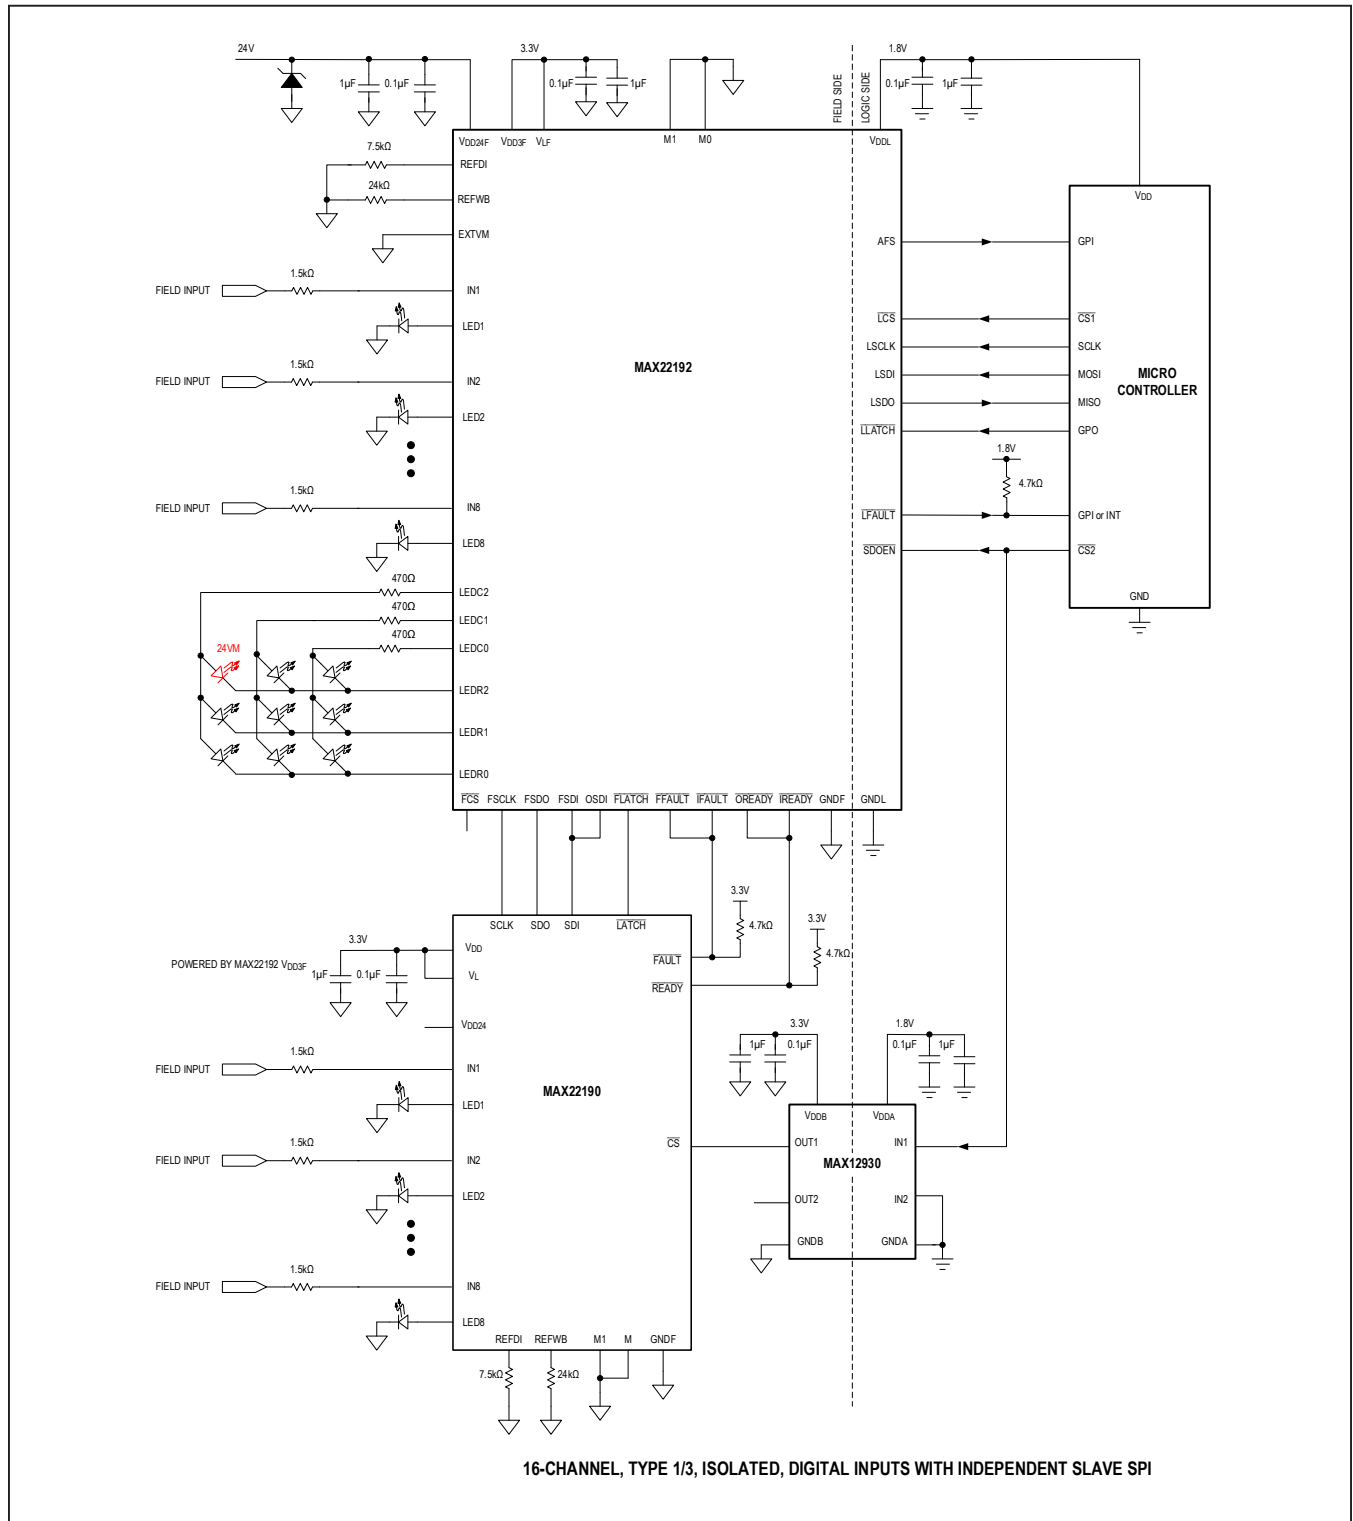 24V
3.3V
1.8V
1µF
0.1µF
0.1µF
1µF
FIELD SIDE
LOGIC SIDE
0.1µF
1µF
VDD24F
VDD3F
VLF
M1
M0
VDDL
7.5kΩ
REFDI
24kΩ
REFWB
EXTVM
VDD
AFS
GPI
1.5kΩ
FIELD INPUT
IN1
LED1
LCS
CS1
LSCLK
SCLK
MAX22192
LSDI
MOSI
MICRO
CONTROLLER
1.5kΩ
FIELD INPUT
IN2
LED2
LSDO
MISO
LLATCH
GPO
1.8V
4.7kΩ
1.5kΩ
FIELD INPUT
IN8
LED8
LFAULT
GPI or INT
SDOEN
CS2
GND
470Ω
LEDC2
470Ω
LEDC1
470Ω
LEDC0
24VM
LEDR2
LEDR1
LEDR0
FCS
FSCLK
FSDO
FSDI
OSDI
FLATCH
FFAULT
IFAULT
OREADY
IREADY
GNDF
GNDL
3.3V
4.7kΩ
3.3V
4.7kΩ
SCLK
SDO
SDI
LATCH
3.3V
VDD
FAULT
POWERED BY MAX22192 VDD3F
1µF
0.1µF
VL
READY
VDD24
1.5kΩ
FIELD INPUT
IN1
LED1
MAX22190
3.3V
1.8V
1µF
0.1µF
0.1µF
1µF
VDDB
VDDA
CS
OUT1
IN1
MAX12930
OUT2
IN2
GNDB
GNDA
1.5kΩ
FIELD INPUT
IN2
LED2
1.5kΩ
FIELD INPUT
IN8
LED8
REFDI
REFWB
M1
M
GNDF
7.5kΩ
24kΩ
16-CHANNEL, TYPE 1/3, ISOLATED, DIGITAL INPUTS WITH INDEPENDENT SLAVE SPI